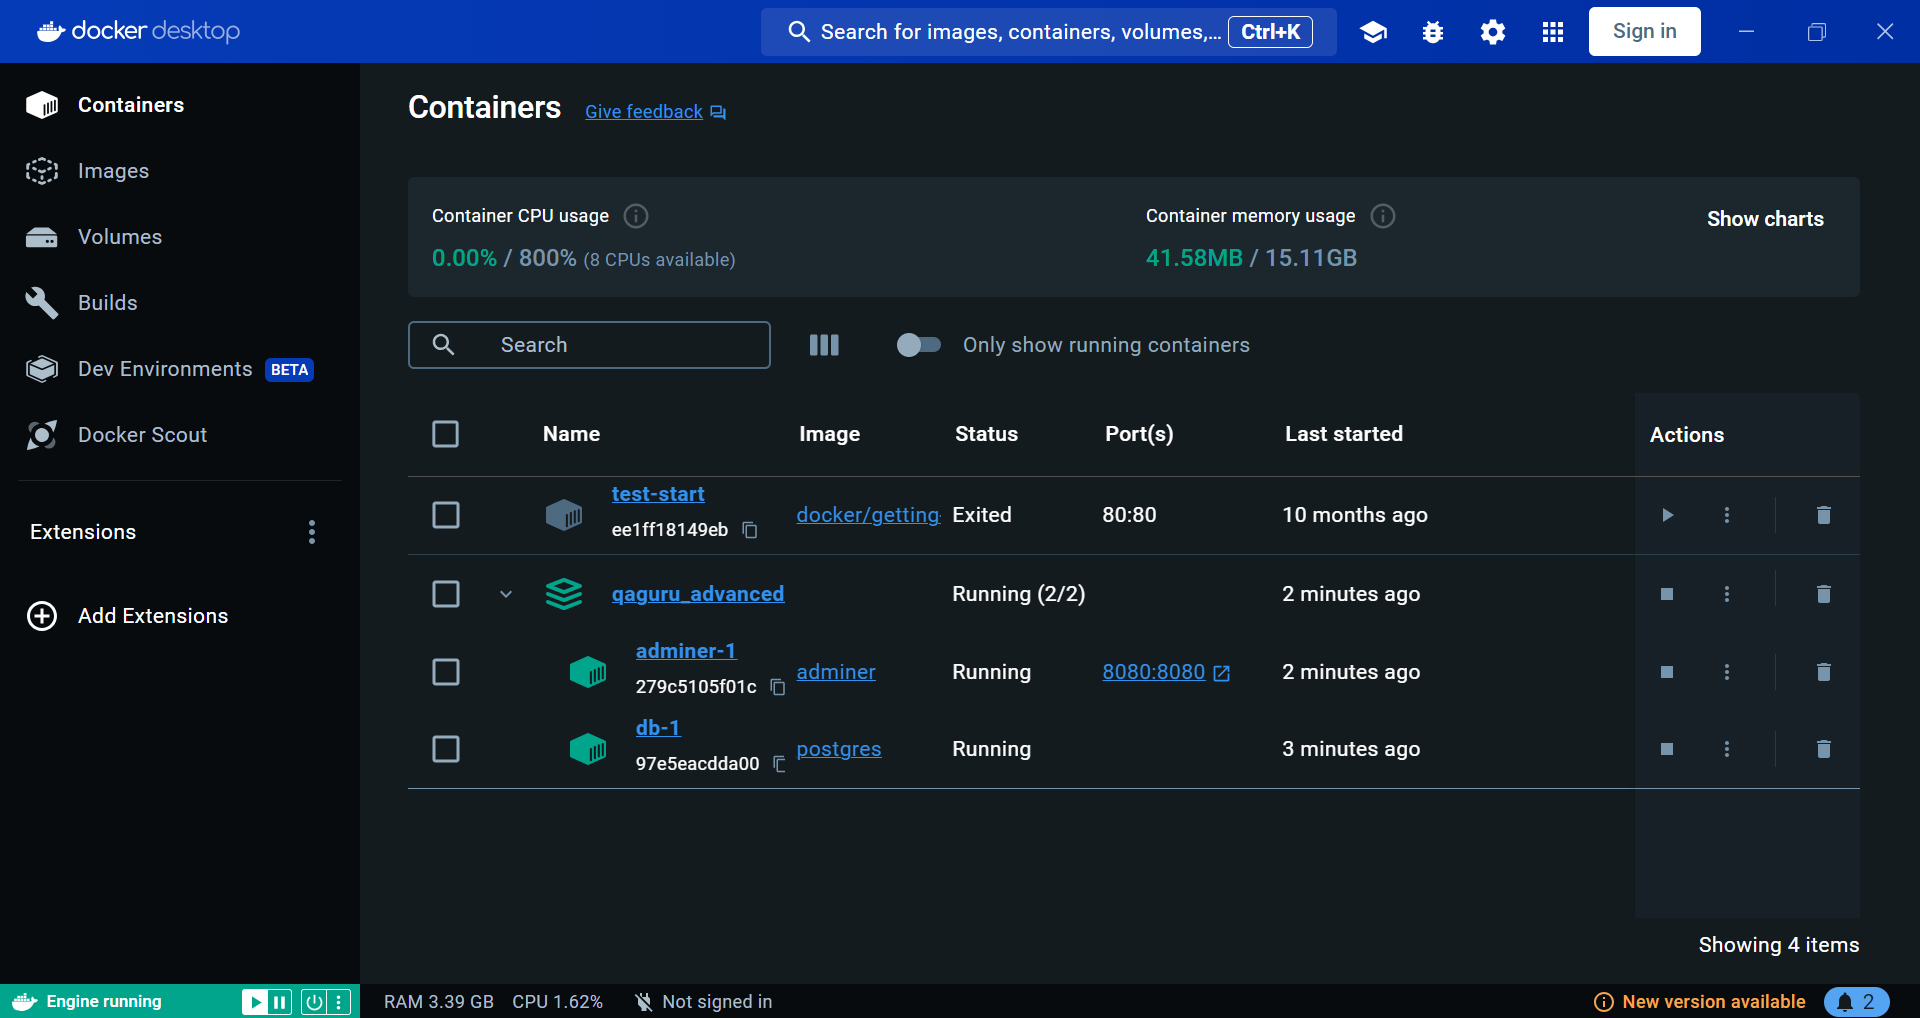 docker desktop
Search for images, containers, volumes,... Ctrl+K
Sign in
Containers
Images
Volumes
Builds
Dev Environments BETA
Docker Scout
Extensions
Add Extensions
Containers Give feedback
Container CPU usage
0.00% / 800% (8 CPUs available)
Container memory usage
41.58MB / 15.11GB
Show charts
Search
Only show running containers
Name Image Status Port(s) Last started Actions
test-start
ee1ff18149eb
docker/getting- Exited 80:80 10 months ago
qaguru_advanced Running (2/2) 2 minutes ago
adminer-1
279c5105f01c
adminer Running 8080:8080 2 minutes ago
db-1
97e5eacdda00
postgres Running 3 minutes ago
Showing 4 items
Engine running
RAM 3.39 GB CPU 1.62% Not signed in
New version available 2